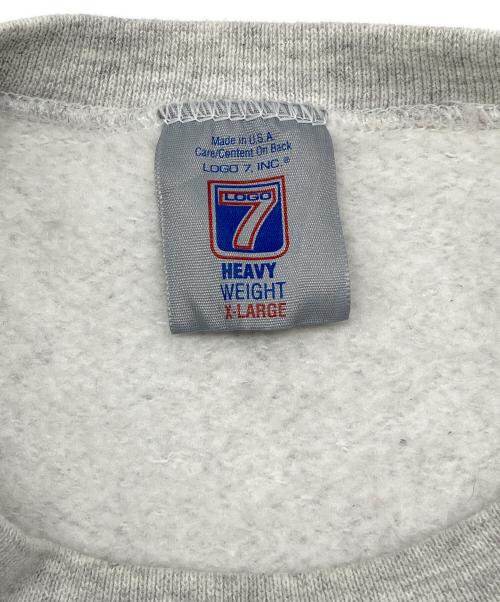 Made in U.S.A.
Care/Content On Back
LOGO 7, INC.®
LOGO
7
HEAVY
WEIGHT
X-LARGE